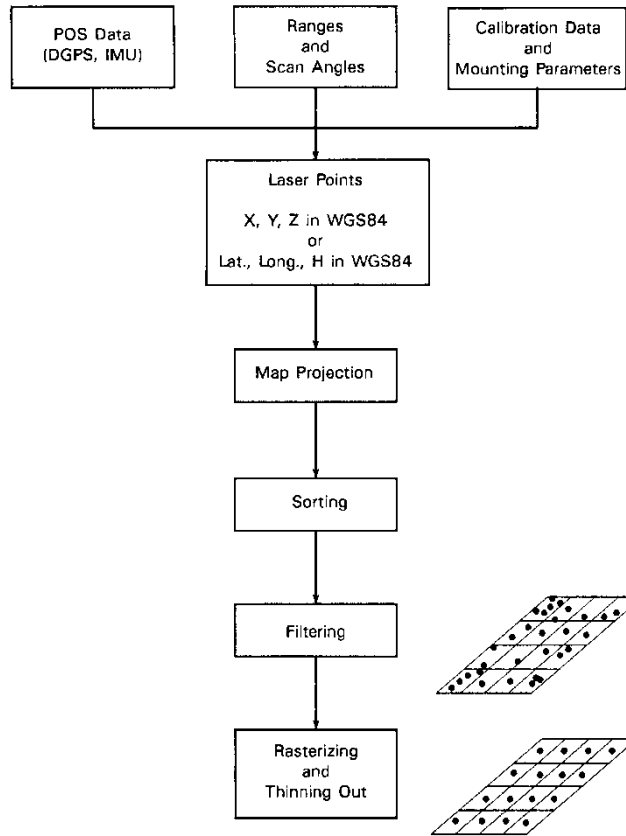 POS Data
(DGPS, IMU)
Ranges
and
Scan Angles
Calibration Data
and
Mounting Parameters
Laser Points
X, Y, Z in WGS84
or
Lat., Long., H in WGS84
Map Projection
Sorting
Filtering
Rasterizing
and
Thinning Out